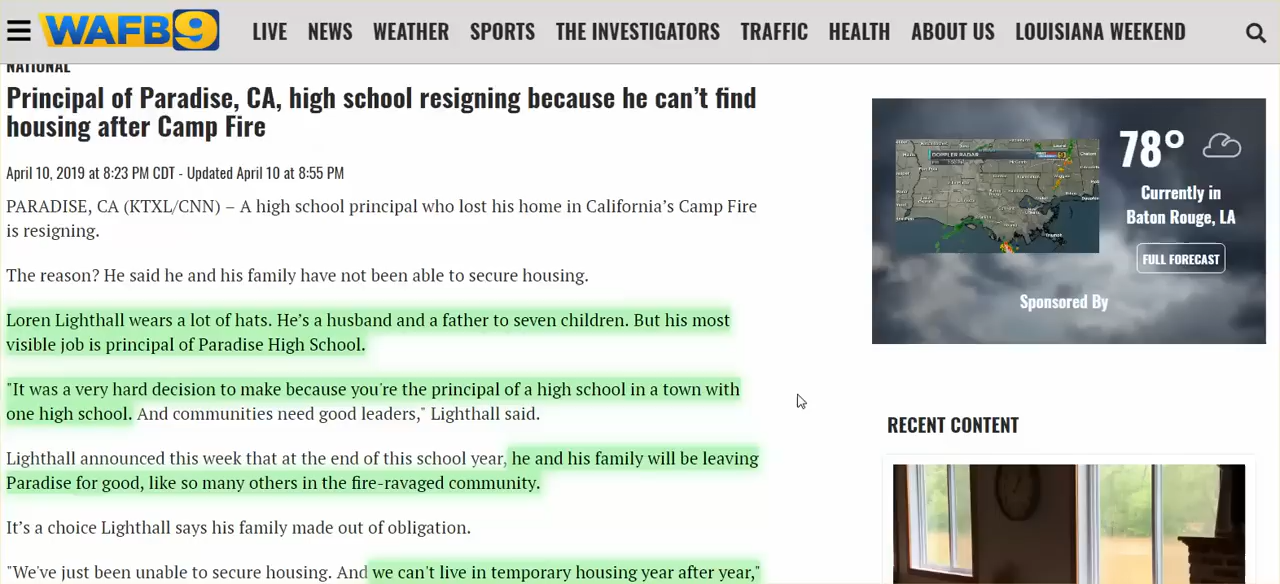 WAFB 9 LIVE NEWS WEATHER SPORTS THE INVESTIGATORS TRAFFIC HEALTH ABOUT US LOUISIANA WEEKEND
NATIONAL
Principal of Paradise, CA, high school resigning because he can’t find
housing after Camp Fire
April 10, 2019 at 8:23 PM CDT - Updated April 10 at 8:55 PM
PARADISE, CA (KTXL/CNN) – A high school principal who lost his home in California’s Camp Fire
is resigning.
The reason? He said he and his family have not been able to secure housing.
Loren Lighthall wears a lot of hats. He’s a husband and a father to seven children. But his most
visible job is principal of Paradise High School.
"It was a very hard decision to make because you're the principal of a high school in a town with
one high school. And communities need good leaders," Lighthall said.
Lighthall announced this week that at the end of this school year, he and his family will be leaving
Paradise for good, like so many others in the fire-ravaged community.
It’s a choice Lighthall says his family made out of obligation.
"We've just been unable to secure housing. And we can't live in temporary housing year after year,"
DOPPLER RADAR
78°
Currently in
Baton Rouge, LA
FULL FORECAST
Sponsored By
RECENT CONTENT